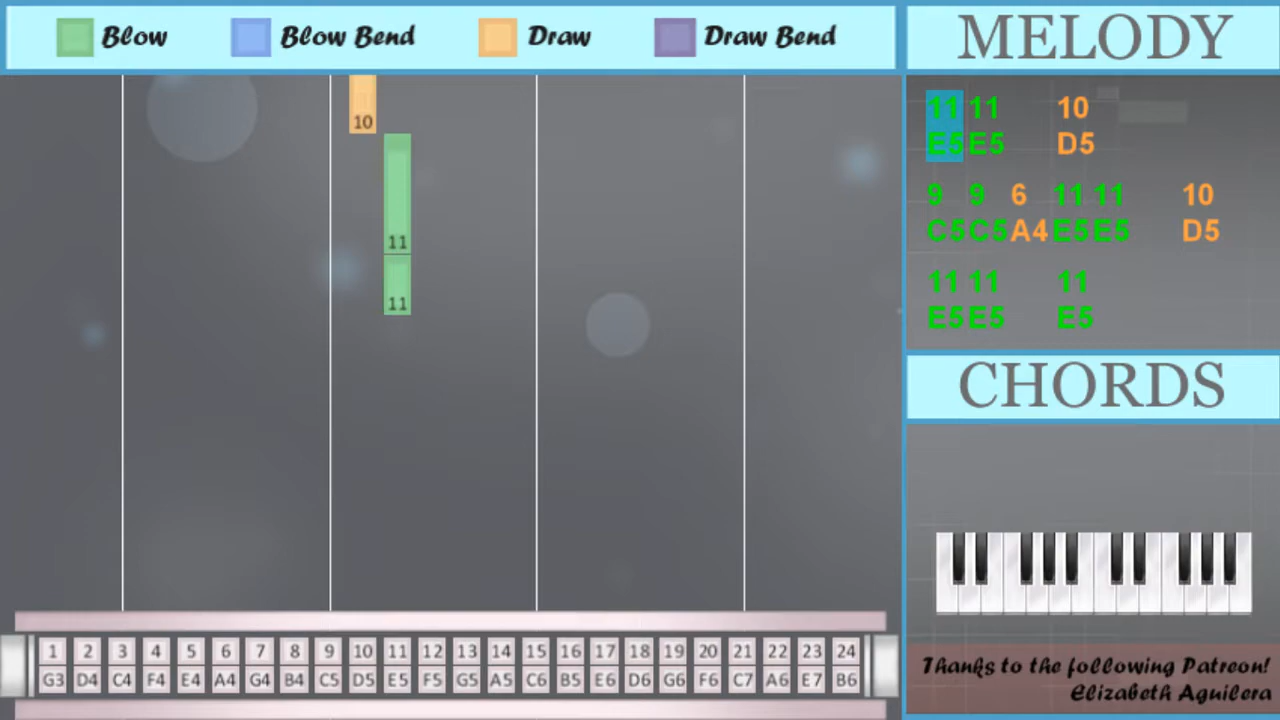 Blow Blow Bend Draw Draw Bend
MELODY
10
11
11
11 11 10
E5 E5 D5
9 9 6 11 11 10
C5 C5 A4 E5 E5 D5
11 11 11
E5 E5 E5
CHORDS
1 2 3 4 5 6 7 8 9 10 11 12 13 14 15 16 17 18 19 20 21 22 23 24
G3 D4 C4 F4 E4 A4 G4 B4 C5 D5 E5 F5 G5 A5 C6 B5 E6 D6 G6 F6 C7 A6 E7 B6
Thanks to the following Patreon!
Elizabeth Aguilera